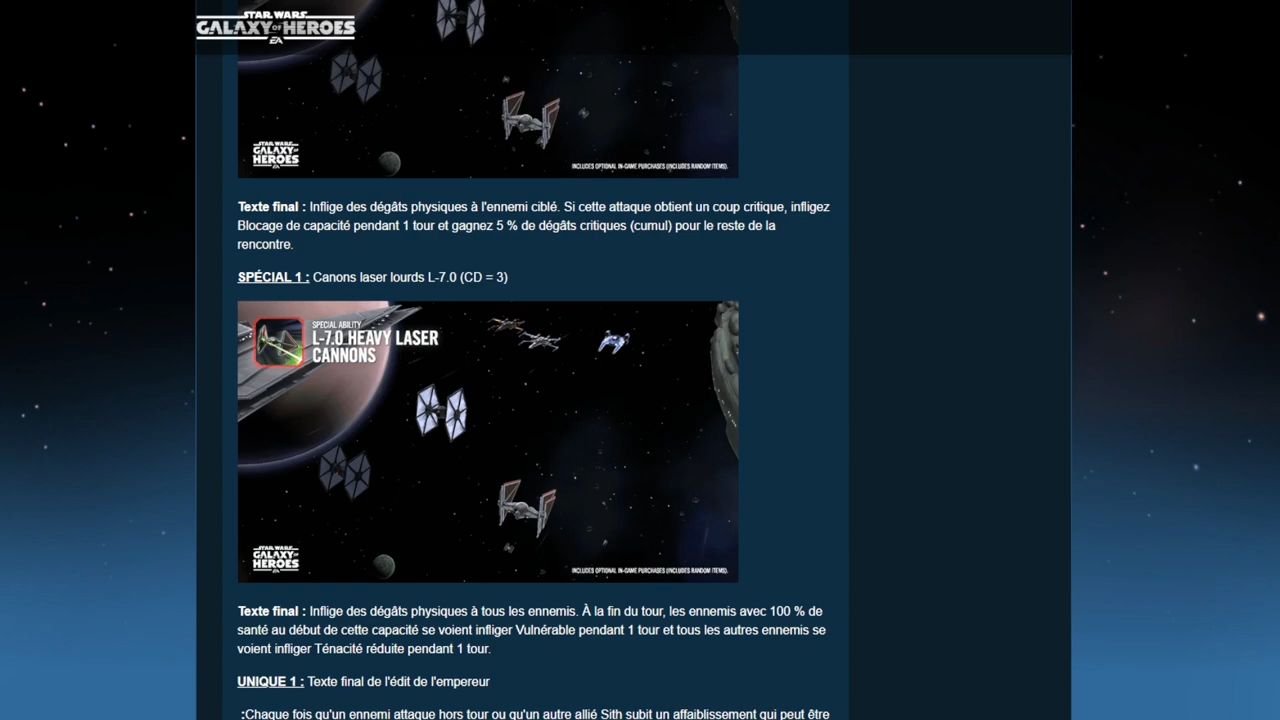 STAR WARS
GALAXY OF HEROES
EA
STAR WARS
GALAXY OF
HEROES
EA
INCLUDES OPTIONAL IN-GAME PURCHASES (INCLUDES RANDOM ITEMS).
Texte final : Inflige des dégâts physiques à l'ennemi ciblé. Si cette attaque obtient un coup critique, infligez
Blocage de capacité pendant 1 tour et gagnez 5 % de dégâts critiques (cumul) pour le reste de la
rencontre.
SPÉCIAL 1 : Canons laser lourds L-7.0 (CD = 3)
SPECIAL ABILITY
L-7.0 HEAVY LASER
CANNONS
STAR WARS
GALAXY OF
HEROES
EA
INCLUDES OPTIONAL IN-GAME PURCHASES (INCLUDES RANDOM ITEMS).
Texte final : Inflige des dégâts physiques à tous les ennemis. À la fin du tour, les ennemis avec 100 % de
santé au début de cette capacité se voient infliger Vulnérable pendant 1 tour et tous les autres ennemis se
voient infliger Ténacité réduite pendant 1 tour.
UNIQUE 1 : Texte final de l'édit de l'empereur
:Chaque fois qu'un ennemi attaque hors tour ou qu'un autre allié Sith subit un affaiblissement qui peut être